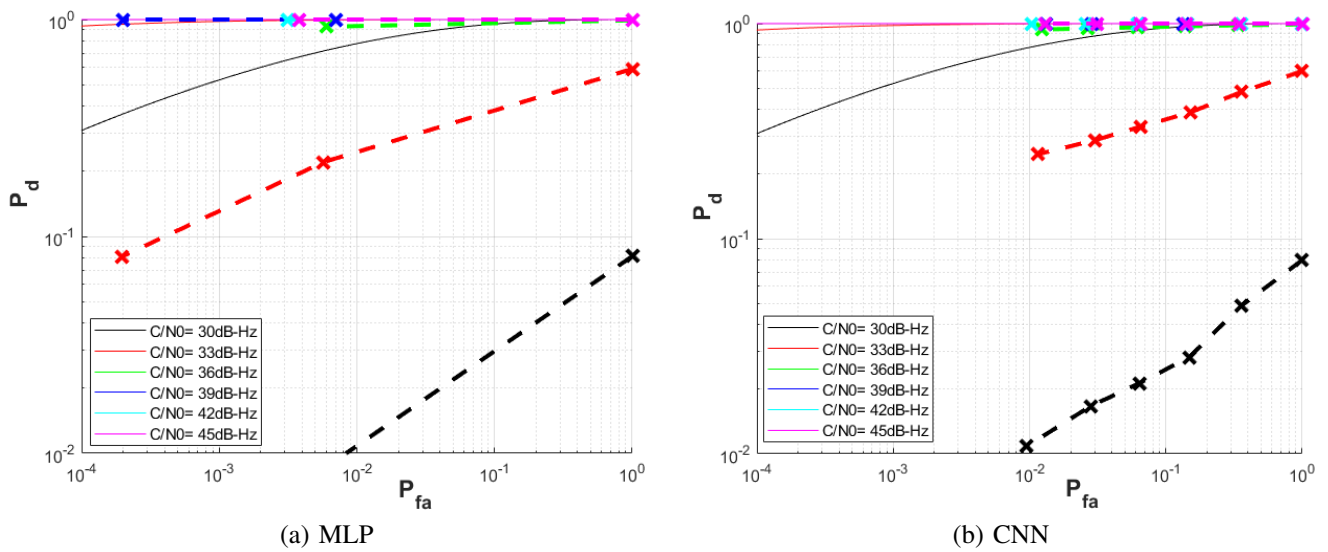 10^0
10^-1
10^-2
P_d
10^-4
10^-3
10^-2
10^-1
10^0
P_fa
C/N0= 30dB-Hz
C/N0= 33dB-Hz
C/N0= 36dB-Hz
C/N0= 39dB-Hz
C/N0= 42dB-Hz
C/N0= 45dB-Hz
(a) MLP
10^0
10^-1
10^-2
P_d
10^-4
10^-3
10^-2
10^-1
10^0
P_fa
C/N0= 30dB-Hz
C/N0= 33dB-Hz
C/N0= 36dB-Hz
C/N0= 39dB-Hz
C/N0= 42dB-Hz
C/N0= 45dB-Hz
(b) CNN